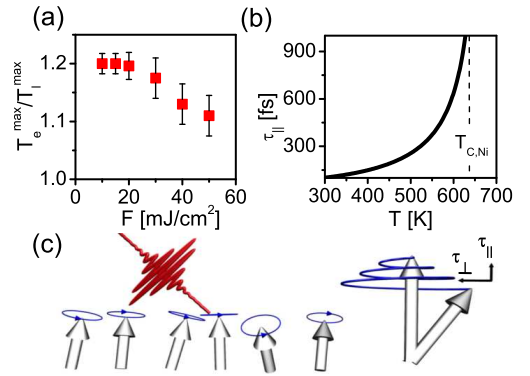 (a)
1.2
1.1
1.0
T_e^max/T_l^max
0 20 40 60
F [mJ/cm²]
(b)
900
600
300
τ_|| [fs]
T_C,Ni
300 400 500 600 700
T [K]
(c)
τ_||
τ_⊥